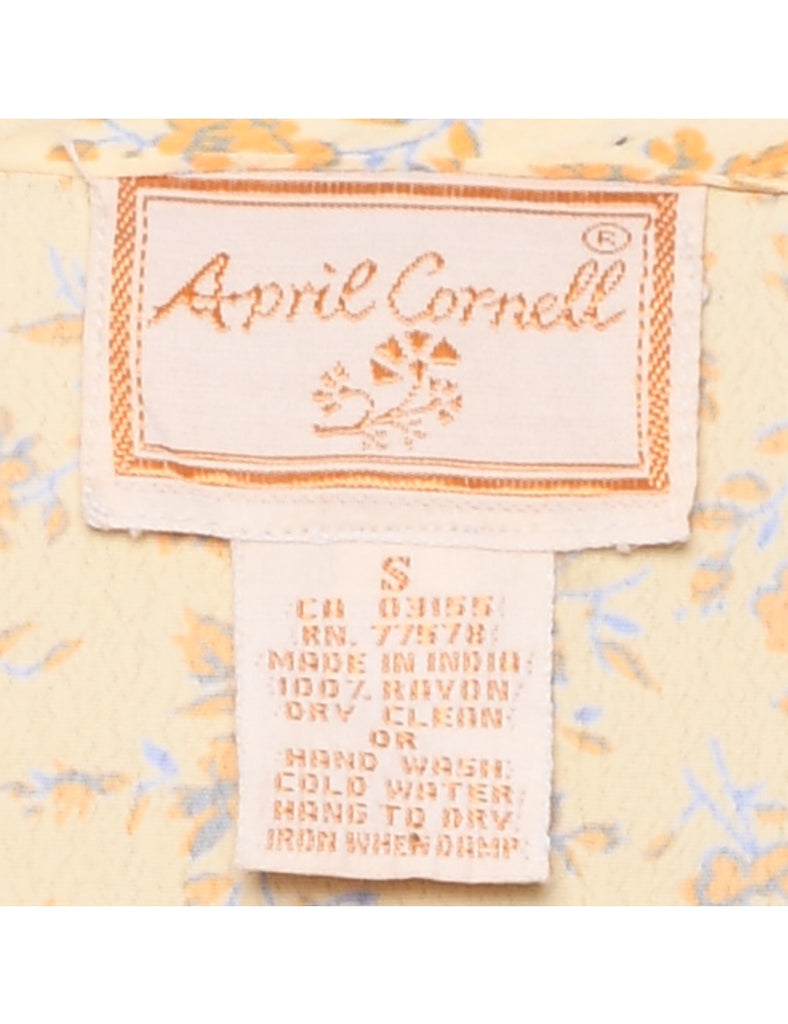 ®
April Cornell
S
CA 03155
RN. 77578
MADE IN INDIA
100% RAYON
DRY CLEAN
OR
HAND WASH
COLD WATER
HANG TO DRY
IRON WHEN DAMP